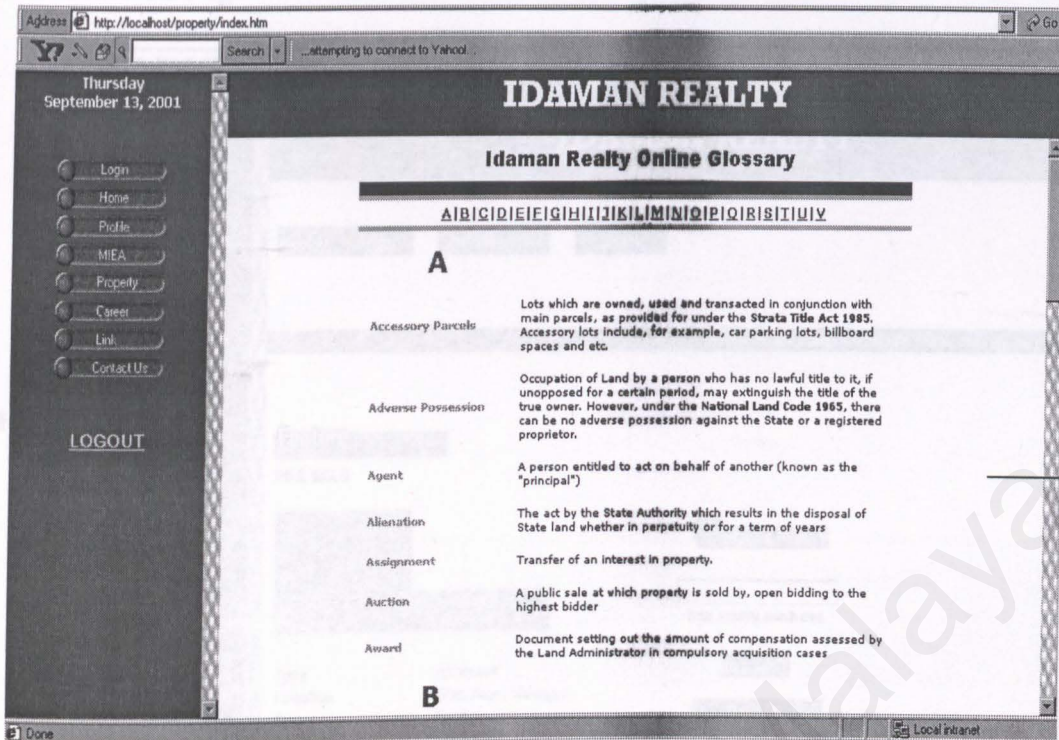 Address http://localhost/property/index.htm Go
Y? Search ...attempting to connect to Yahoo!
Thursday
September 13, 2001
Login
Home
Profile
MIEA
Property
Career
Link
Contact Us
LOGOUT
IDAMAN REALTY
Idaman Realty Online Glossary
A|B|C|D|E|F|G|H|I|J|K|L|M|N|O|P|Q|R|S|T|U|V
A
Accessory Parcels
Lots which are owned, used and transacted in conjunction with
main parcels, as provided for under the Strata Title Act 1985.
Accessory lots include, for example, car parking lots, billboard
spaces and etc.
Adverse Possession
Occupation of Land by a person who has no lawful title to it, if
unopposed for a certain period, may extinguish the title of the
true owner. However, under the National Land Code 1965, there
can be no adverse possession against the State or a registered
proprietor.
Agent
A person entitled to act on behalf of another (known as the
"principal")
Alienation
The act by the State Authority which results in the disposal of
State land whether in perpetuity or for a term of years
Assignment
Transfer of an interest in property.
Auction
A public sale at which property is sold by, open bidding to the
highest bidder
Award
Document setting out the amount of compensation assessed by
the Land Administrator in compulsory acquisition cases
B
Done
Local intranet
Malaya